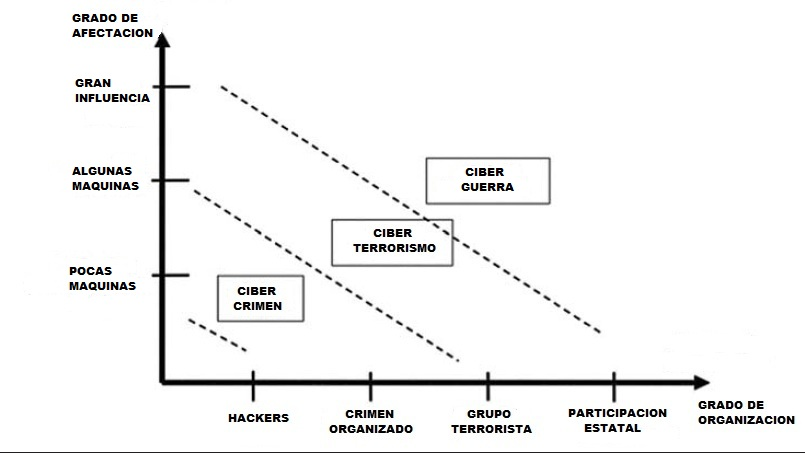 GRADO DE
AFECTACION
GRAN
INFLUENCIA
ALGUNAS
MAQUINAS
CIBER
GUERRA
CIBER
TERRORISMO
POCAS
MAQUINAS
CIBER
CRIMEN
HACKERS
CRIMEN
ORGANIZADO
GRUPO
TERRORISTA
PARTICIPACION
ESTATAL
GRADO DE
ORGANIZACION